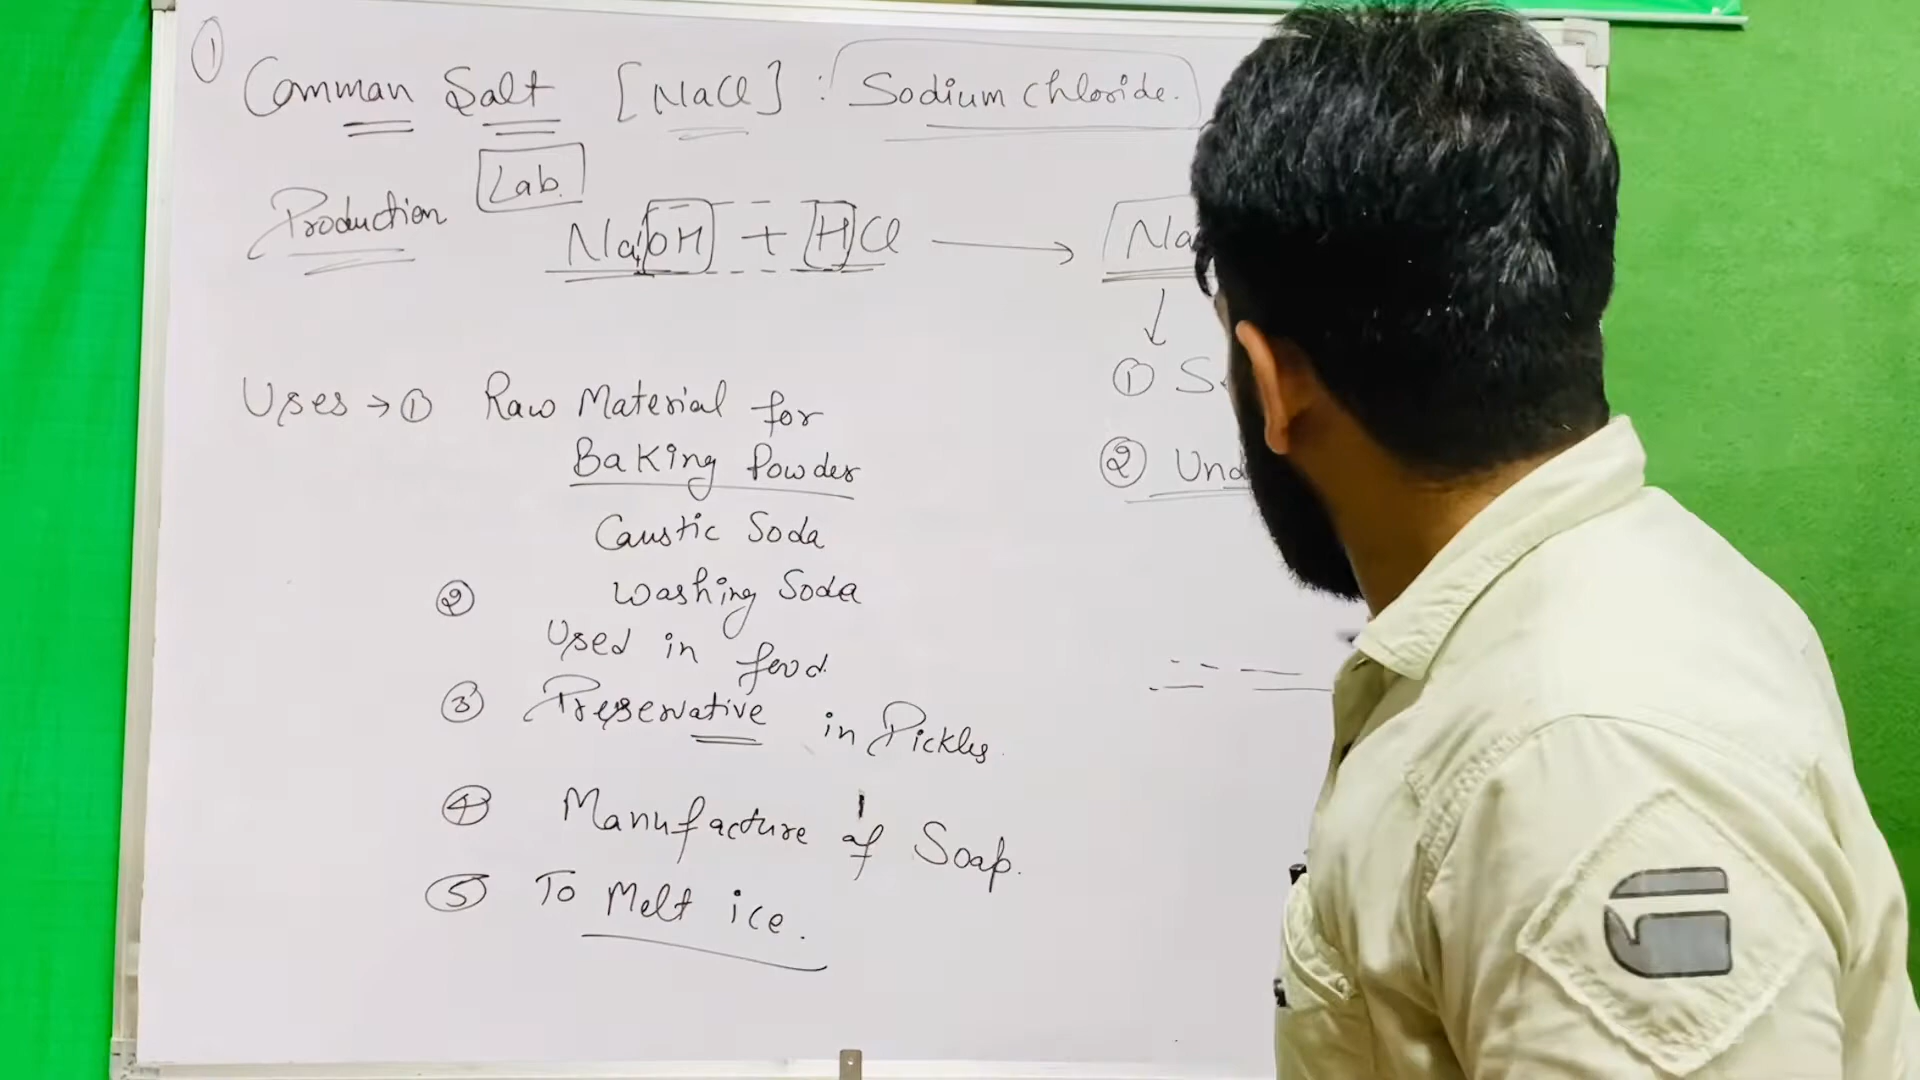 ①
Comman Salt [NaCl] : Sodium chloride.
Production Lab.
NaOH + HCl → Na
Uses → ① Raw Material for
Baking Powder
Caustic Soda
Washing Soda
② Used in food.
③ Preservative in Pickles.
④ Manufacture of Soap.
⑤ To Melt ice.
①
②